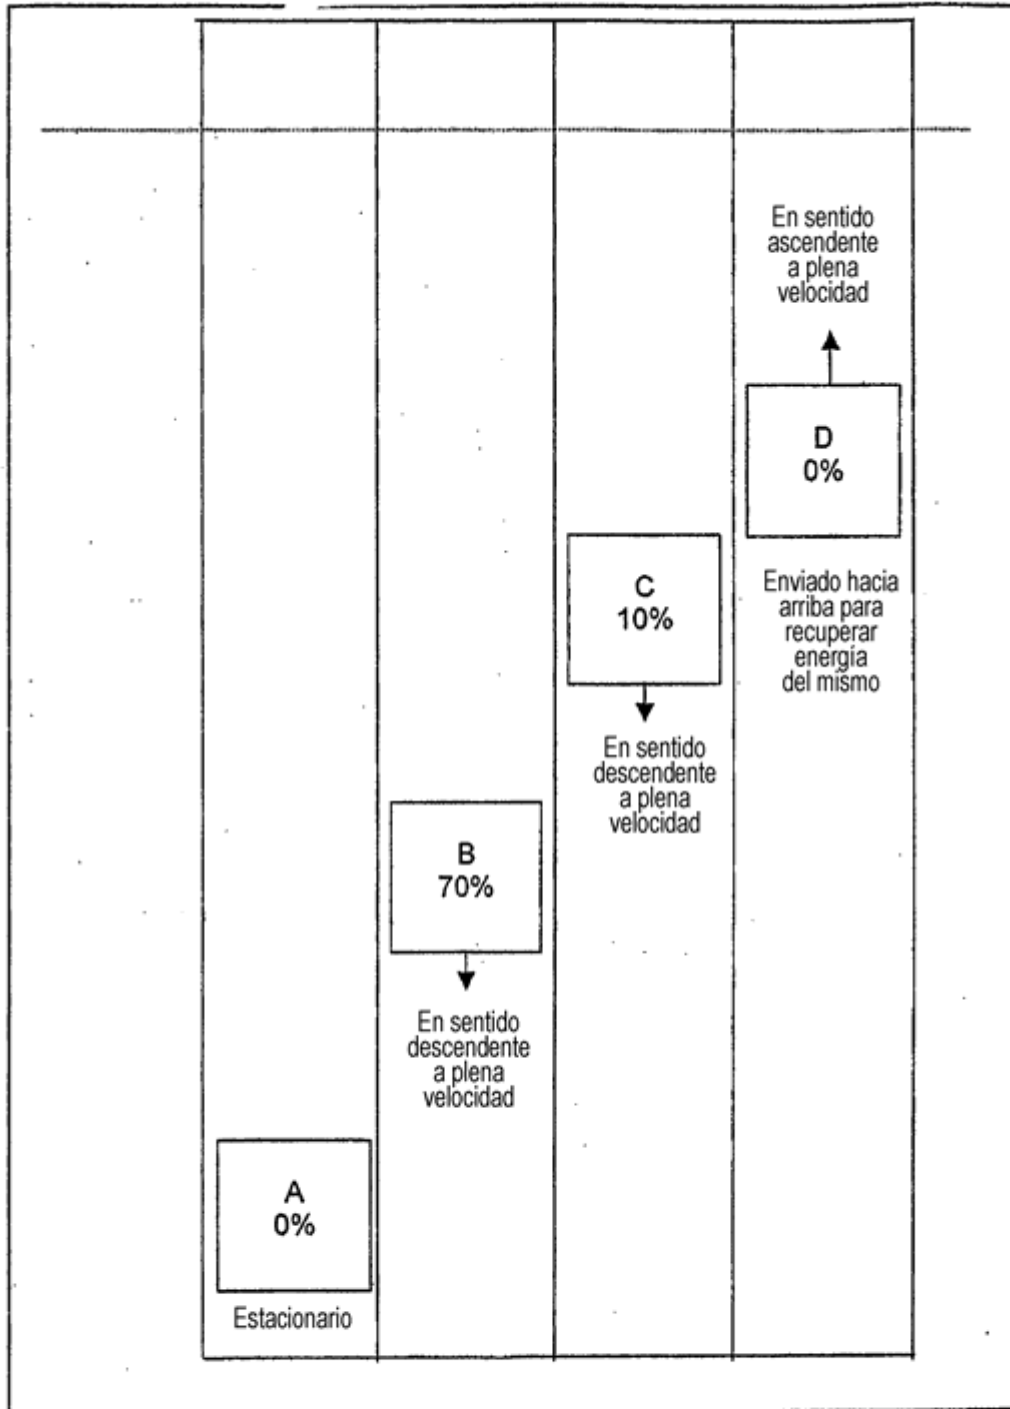 En sentido
ascendente
a plena
velocidad
D
0%
Enviado hacia
arriba para
recuperar
energía
del mismo
C
10%
En sentido
descendente
a plena
velocidad
B
70%
En sentido
descendente
a plena
velocidad
A
0%
Estacionario